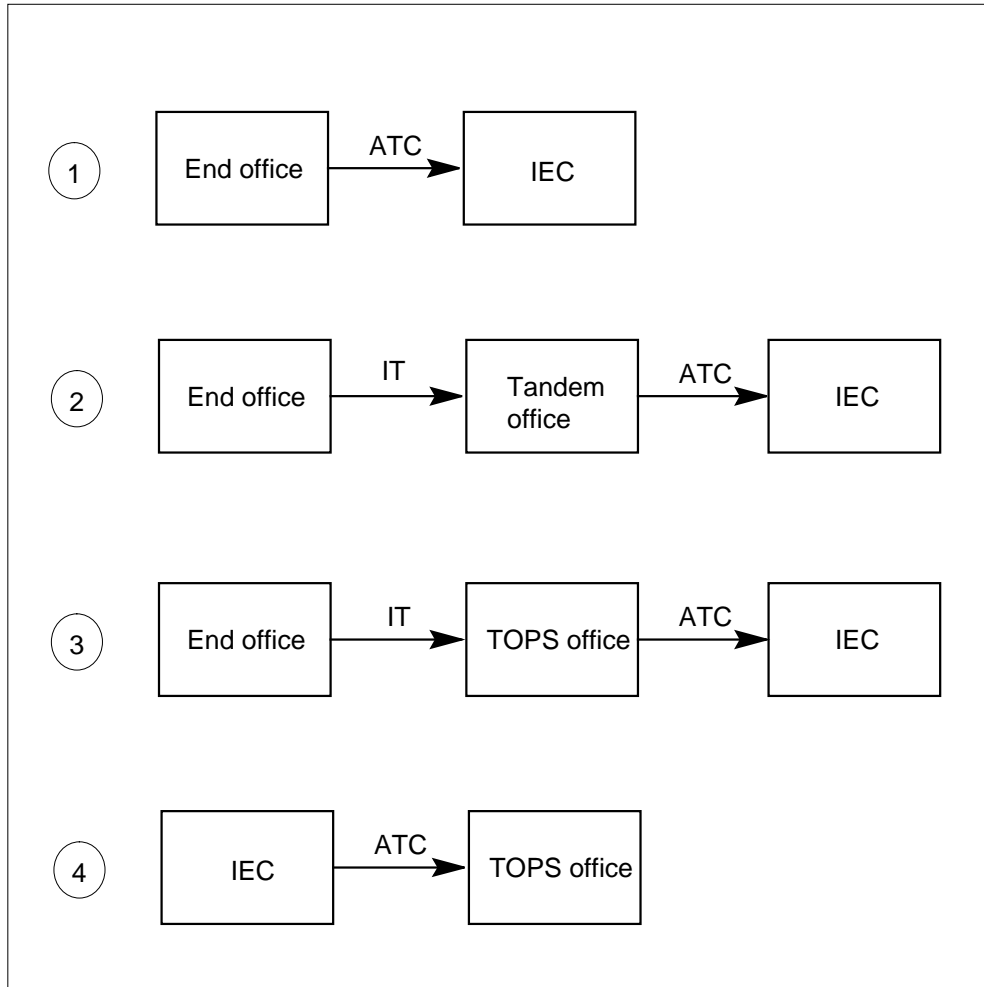 1
End office
ATC
IEC
2
End office
IT
Tandem
office
ATC
IEC
3
End office
IT
TOPS office
ATC
IEC
4
IEC
ATC
TOPS office